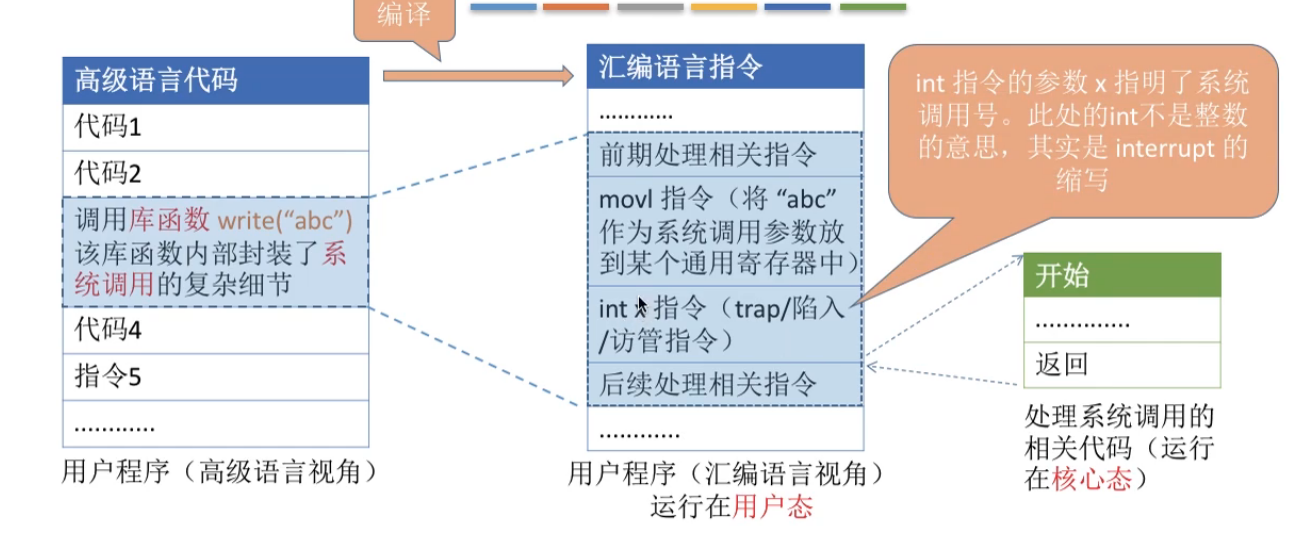 编译
高级语言代码
代码1
代码2
调用库函数 write(“abc”)
该库函数内部封装了系
统调用的复杂细节
代码4
指令5
............
用户程序（高级语言视角）
汇编语言指令
............
前期处理相关指令
movl 指令（将 “abc”
作为系统调用参数放
到某个通用寄存器中）
int x 指令（trap/陷入
/访管指令）
后续处理相关指令
............
用户程序（汇编语言视角）
运行在用户态
int 指令的参数 x 指明了系统
调用号。此处的int不是整数
的意思，其实是 interrupt 的
缩写
开始
..............
返回
处理系统调用的
相关代码（运行
在核心态）